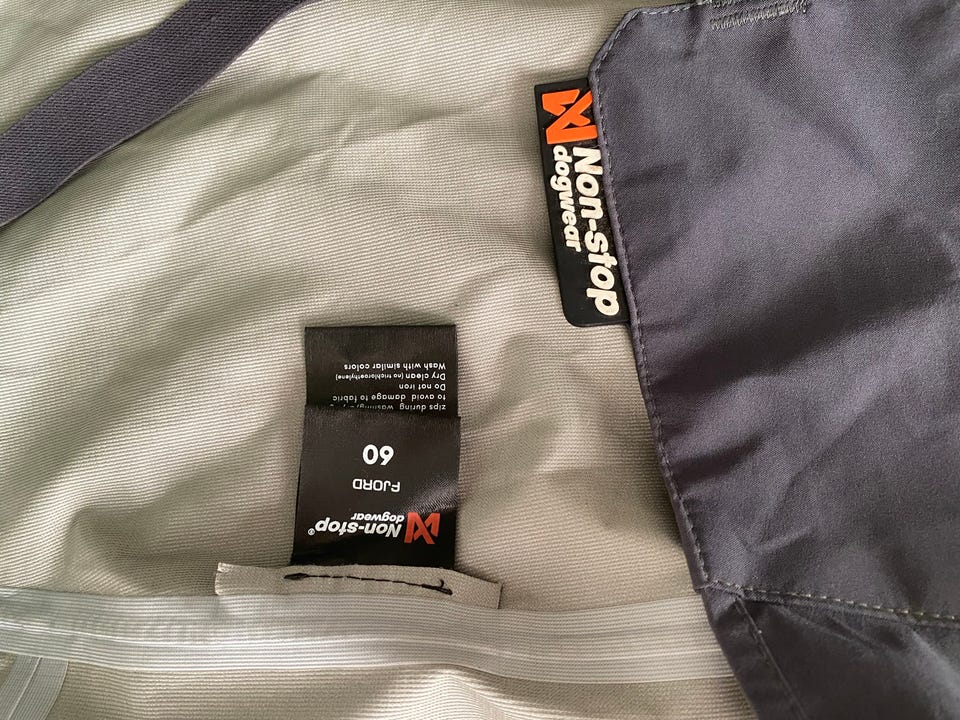 Non-stop
dogwear
Non-stop®
dogwear
FJORD
60
zips during
to avoid damage to fabric
Do not iron
Dry clean (no trichloroethylene)
Wash with similar colors